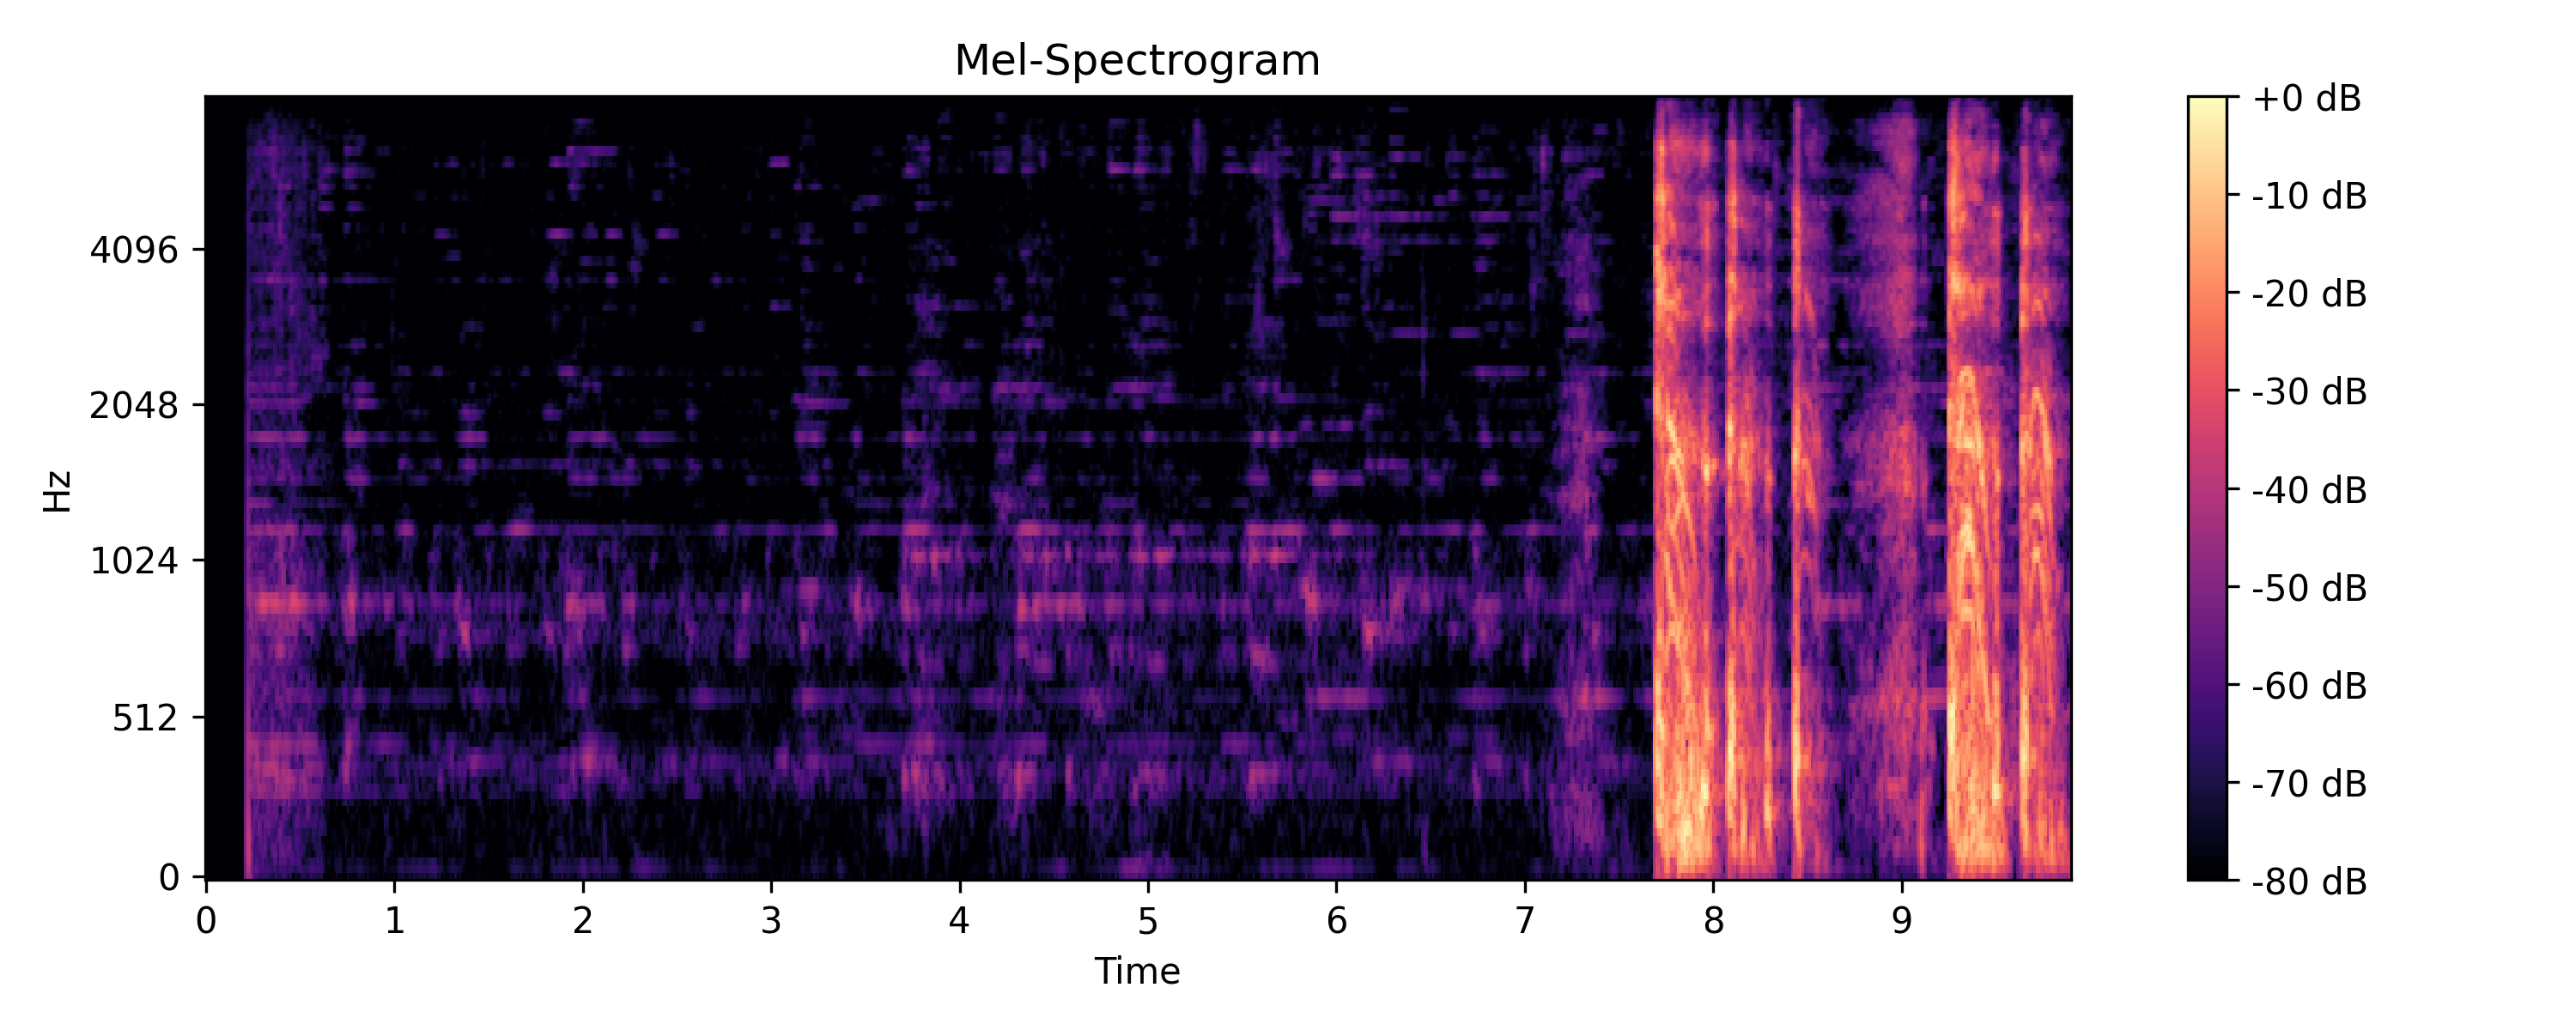 Mel-Spectrogram
+0 dB
-10 dB
-20 dB
-30 dB
-40 dB
-50 dB
-60 dB
-70 dB
-80 dB
Hz
4096
2048
1024
512
0
0 1 2 3 4 5 6 7 8 9
Time